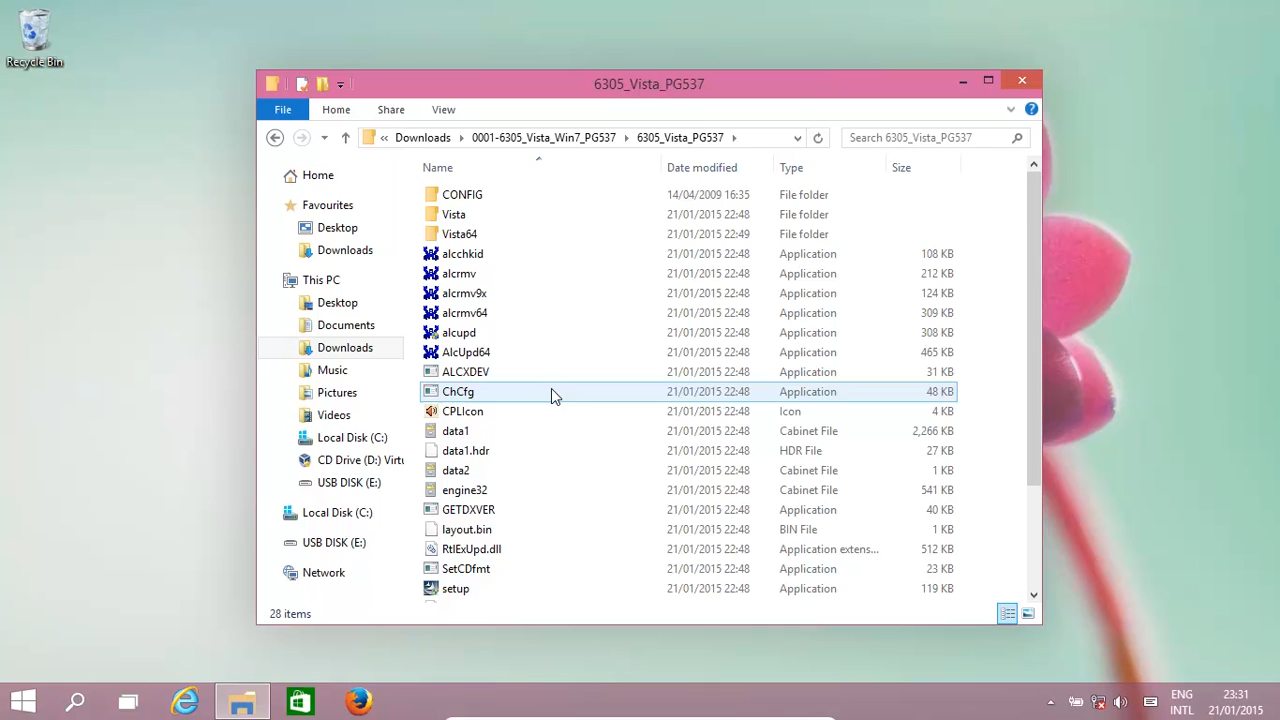 Recycle Bin
6305_Vista_PG537
File Home Share View
« Downloads 0001-6305_Vista_Win7_PG537 6305_Vista_PG537 Search 6305_Vista_PG537
Name Date modified Type Size
Home
Favourites
Desktop
Downloads
This PC
Desktop
Documents
Downloads
Music
Pictures
Videos
Local Disk (C:)
CD Drive (D:) Virtu
USB DISK (E:)
Local Disk (C:)
USB DISK (E:)
Network
CONFIG 14/04/2009 16:35 File folder
Vista 21/01/2015 22:48 File folder
Vista64 21/01/2015 22:49 File folder
alcchkid 21/01/2015 22:48 Application 108 KB
alcrmv 21/01/2015 22:48 Application 212 KB
alcrmv9x 21/01/2015 22:48 Application 124 KB
alcrmv64 21/01/2015 22:48 Application 309 KB
alcupd 21/01/2015 22:48 Application 308 KB
AlcUpd64 21/01/2015 22:48 Application 465 KB
ALCXDEV 21/01/2015 22:48 Application 31 KB
ChCfg 21/01/2015 22:48 Application 48 KB
CPLIcon 21/01/2015 22:48 Icon 4 KB
data1 21/01/2015 22:48 Cabinet File 2,266 KB
data1.hdr 21/01/2015 22:48 HDR File 27 KB
data2 21/01/2015 22:48 Cabinet File 1 KB
engine32 21/01/2015 22:48 Cabinet File 541 KB
GETDXVER 21/01/2015 22:48 Application 40 KB
layout.bin 21/01/2015 22:48 BIN File 1 KB
RtlExUpd.dll 21/01/2015 22:48 Application extens... 512 KB
SetCDfmt 21/01/2015 22:48 Application 23 KB
setup 21/01/2015 22:48 Application 119 KB
28 items
ENG 23:31
INTL 21/01/2015